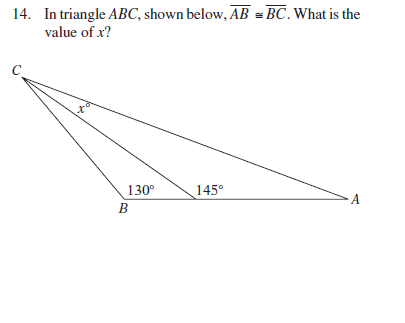 14. In triangle ABC, shown below, AB ≅ BC. What is the
value of x?
C
x°
130°
145°
A
B